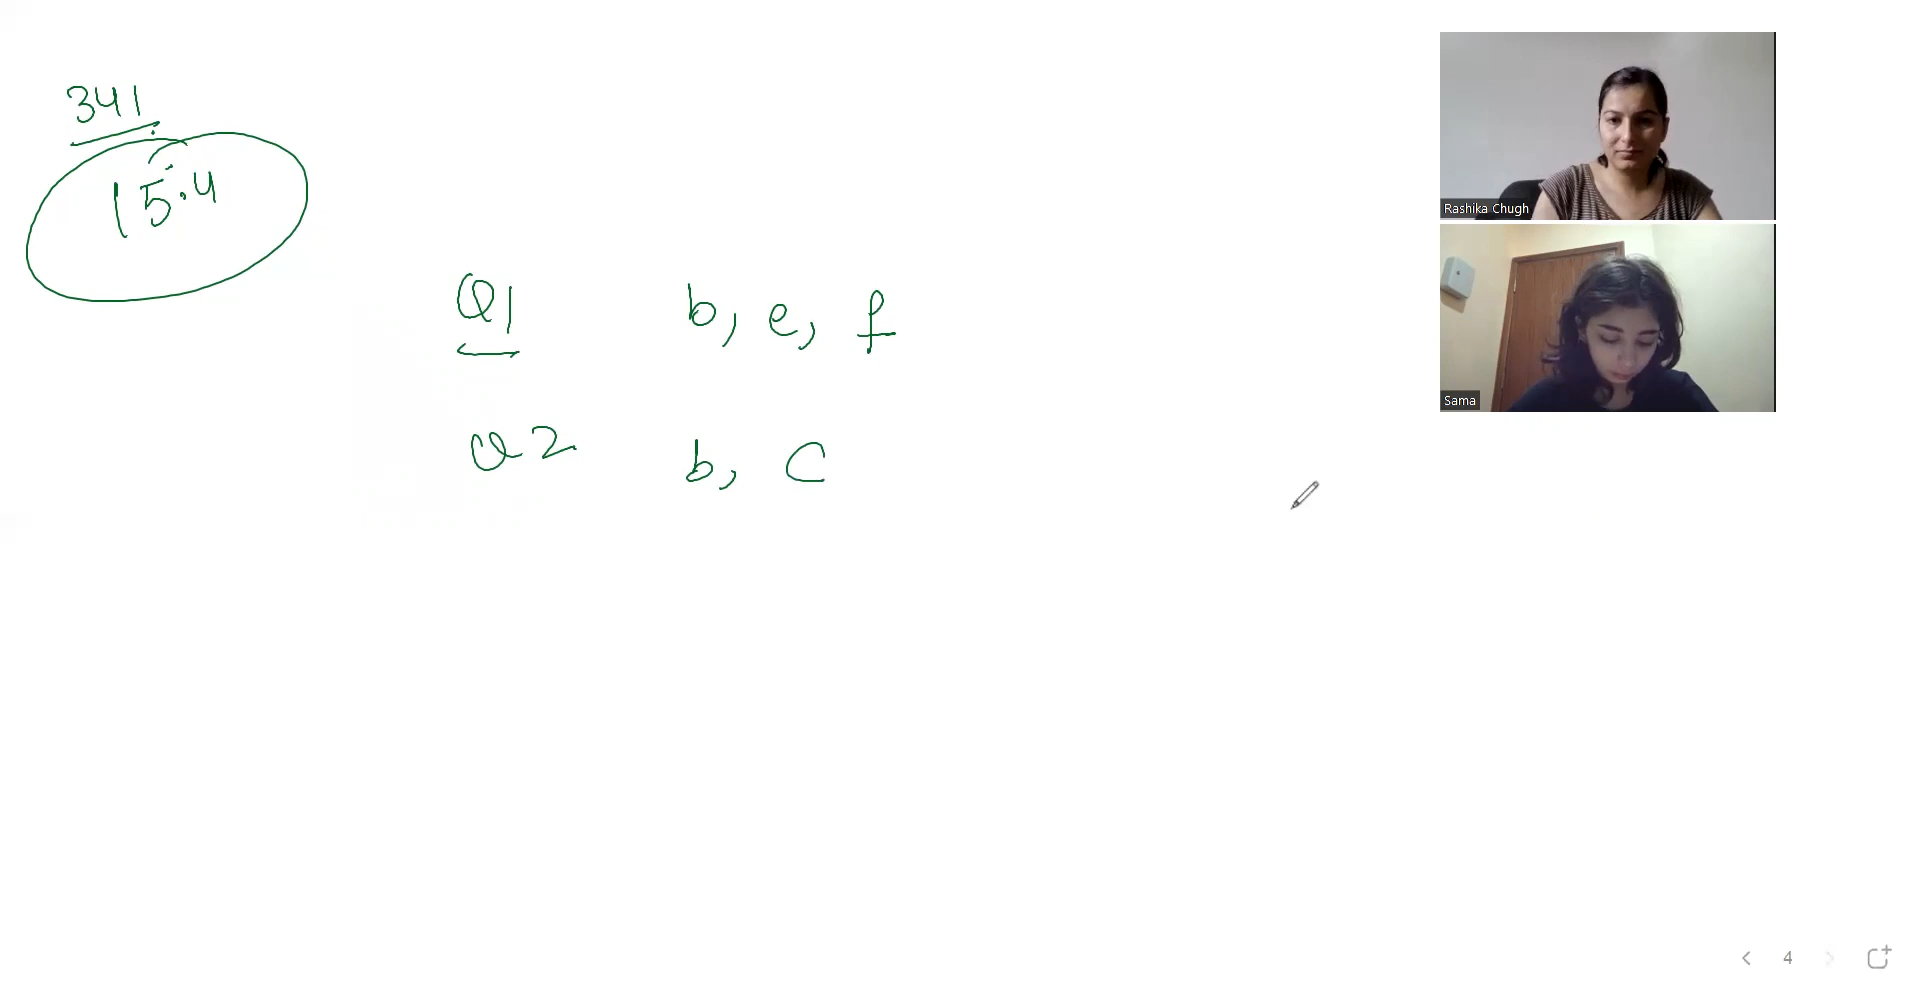 341
15.4
Q1 b, e, f
Q2 b, c
Rashika Chugh
Sama
4